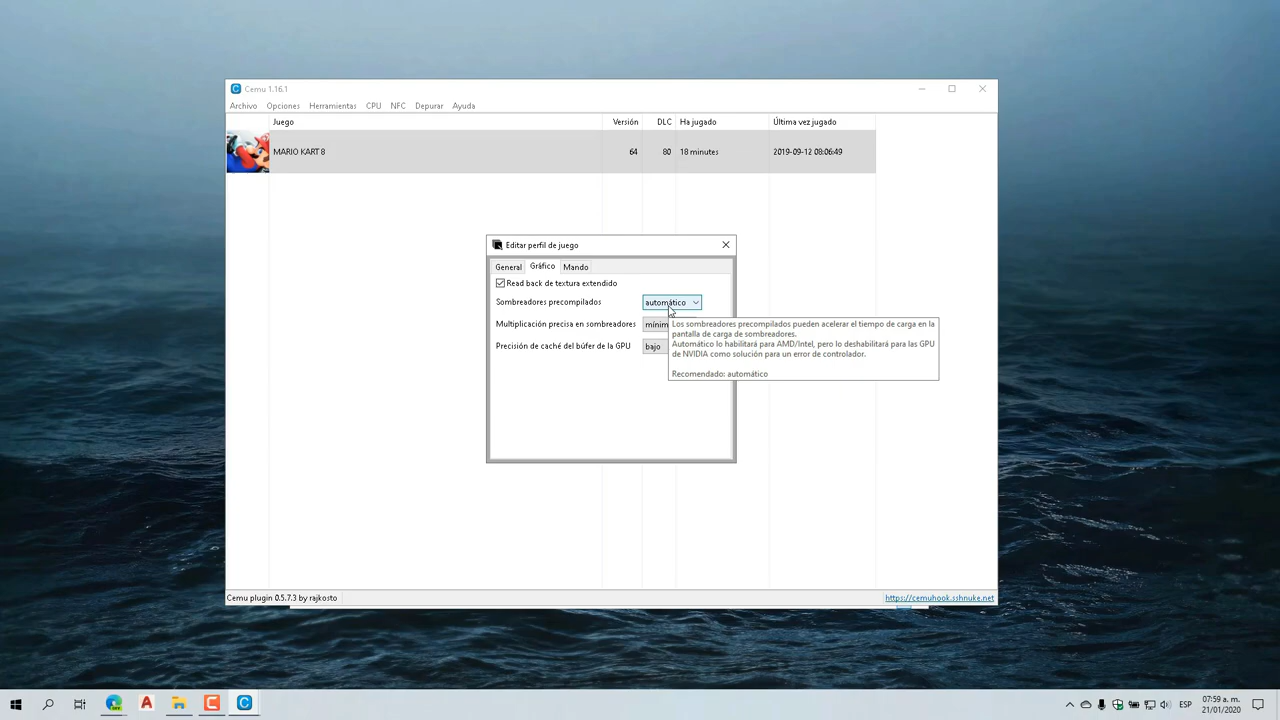 Cemu 1.16.1
Archivo Opciones Herramientas CPU NFC Depurar Ayuda
Juego Versión DLC Ha jugado Última vez jugado
MARIO KART 8 64 80 18 minutes 2019-09-12 08:06:49
Editar perfil de juego
General Gráfico Mando
Read back de textura extendido
Sombreadores precompilados automático
Multiplicación precisa en sombreadores
Precisión de caché del búfer de la GPU bajo
Los sombreadores precompilados pueden acelerar el tiempo de carga en la
pantalla de carga de sombreadores.
Automático lo habilitará para AMD/Intel, pero lo deshabilitará para las GPU
de NVIDIA como solución para un error de controlador.
Recomendado: automático
Cemu plugin 0.5.7.3 by rajkosto https://cemuhook.sshnuke.net
ESP 07:59 a. m.
21/01/2020